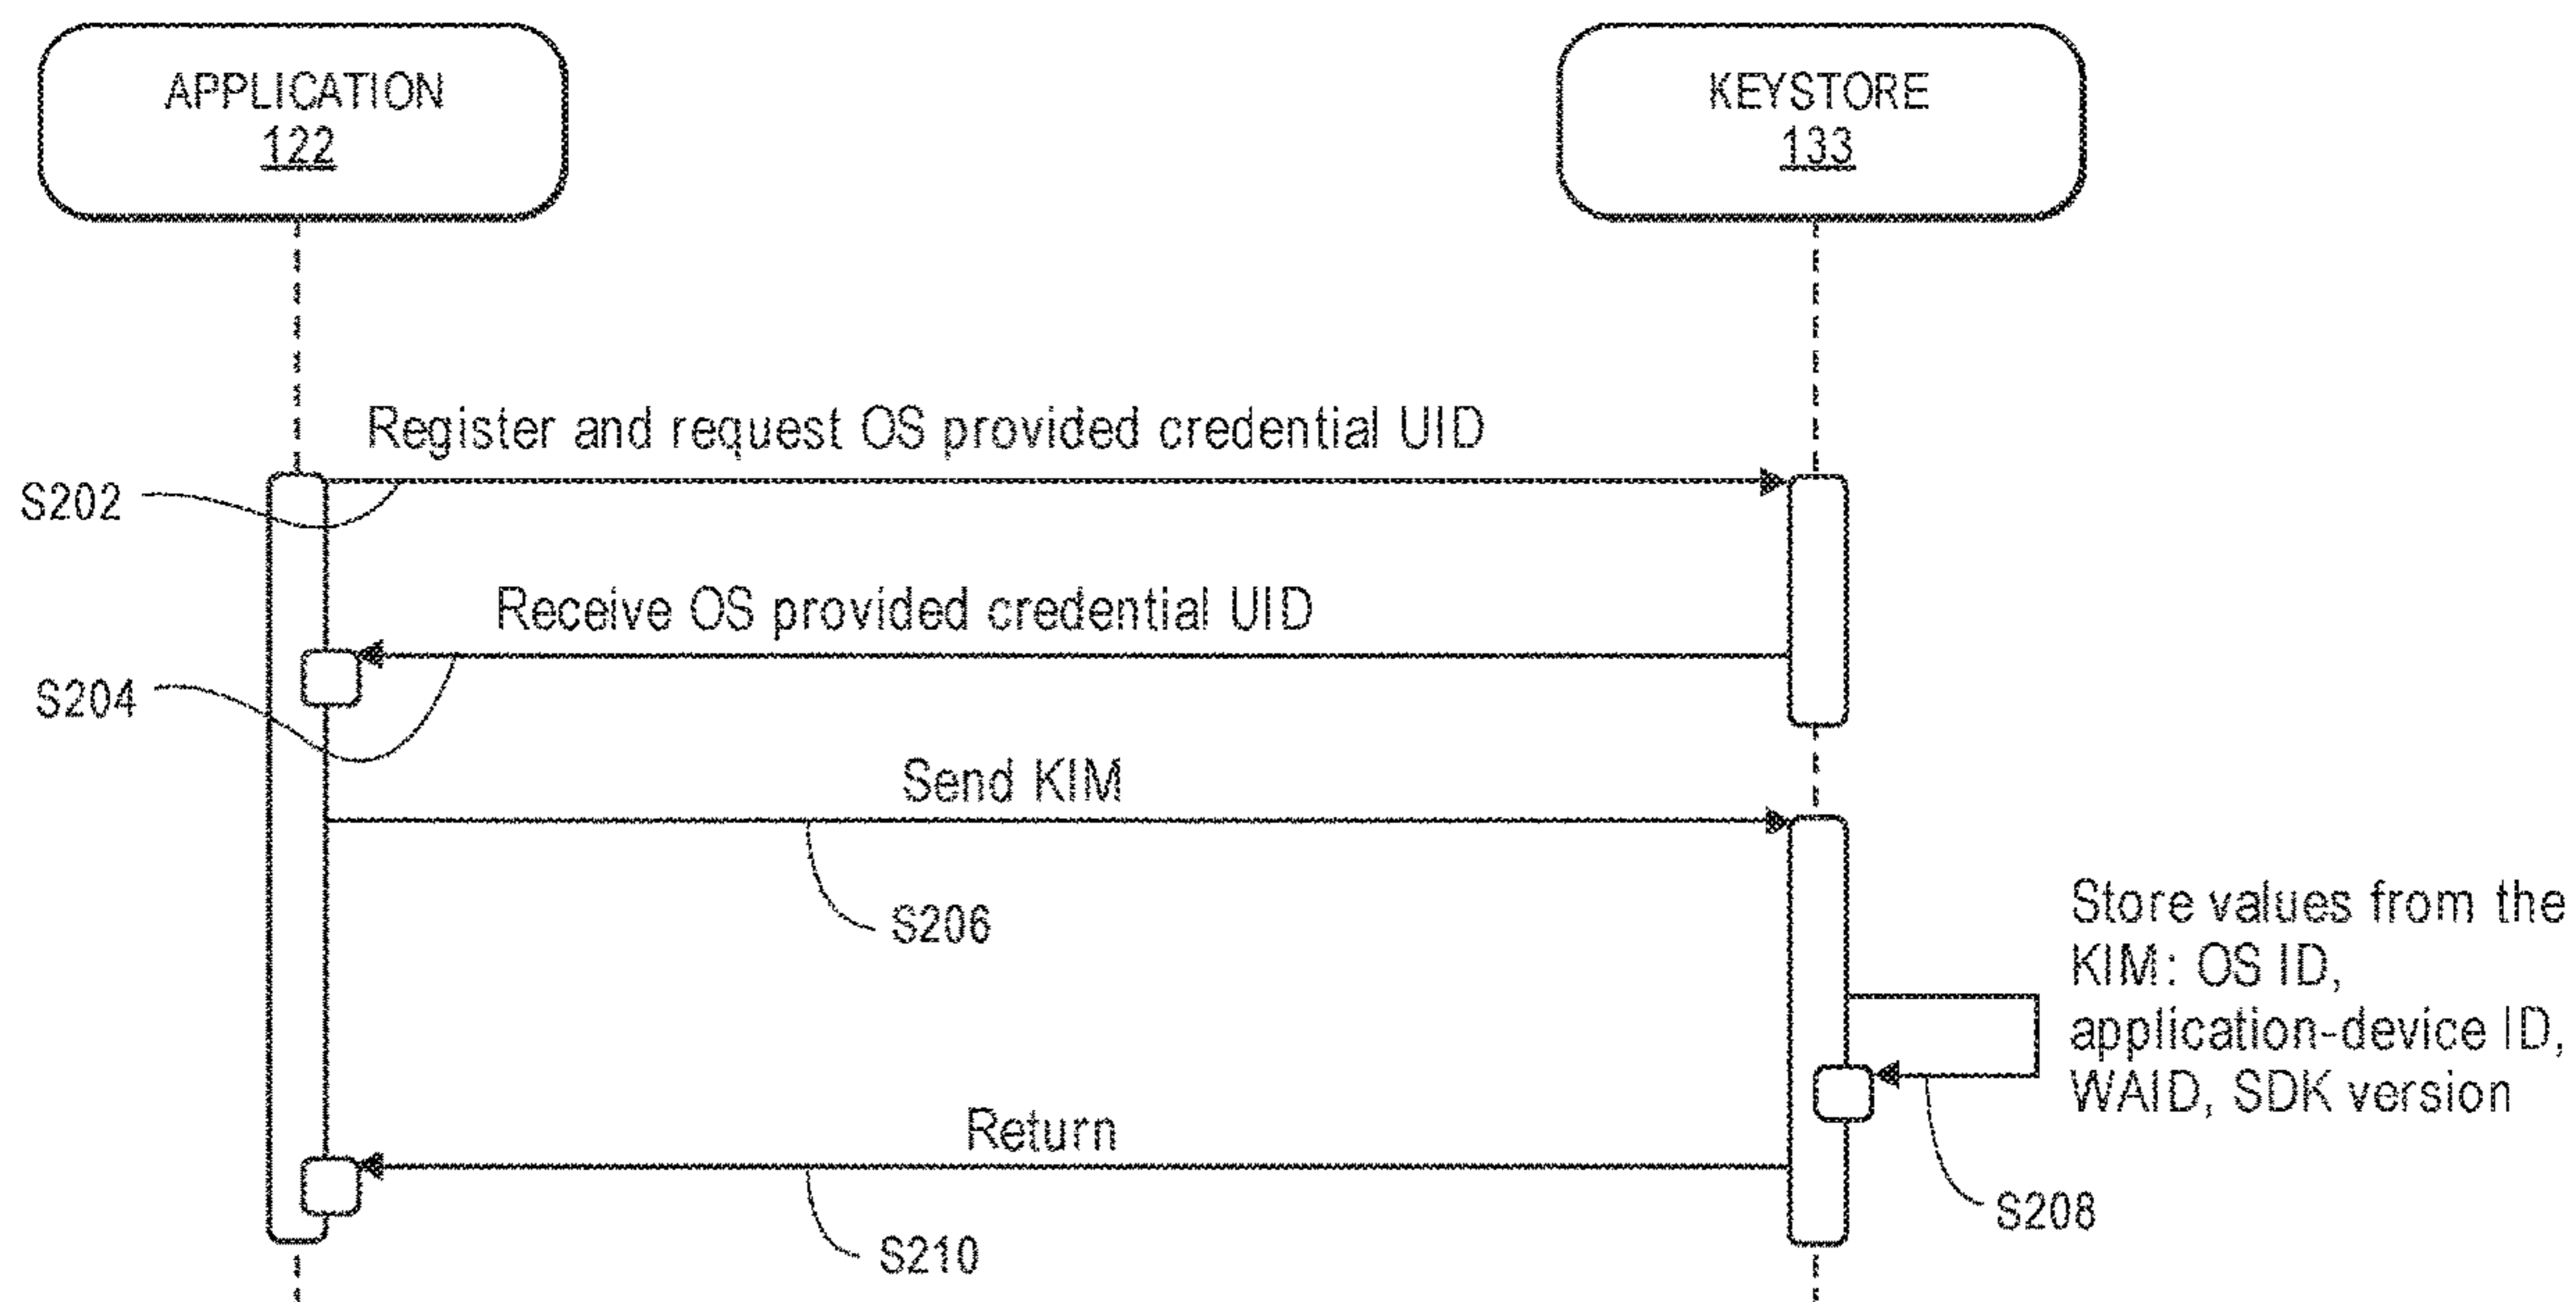 APPLICATION
122
KEYSTORE
133
Register and request OS provided credential UID
S202
Receive OS provided credential UID
S204
Send KIM
S206
Store values from the
KIM: OS ID,
application-device ID,
WAID, SDK version
S208
Return
S210